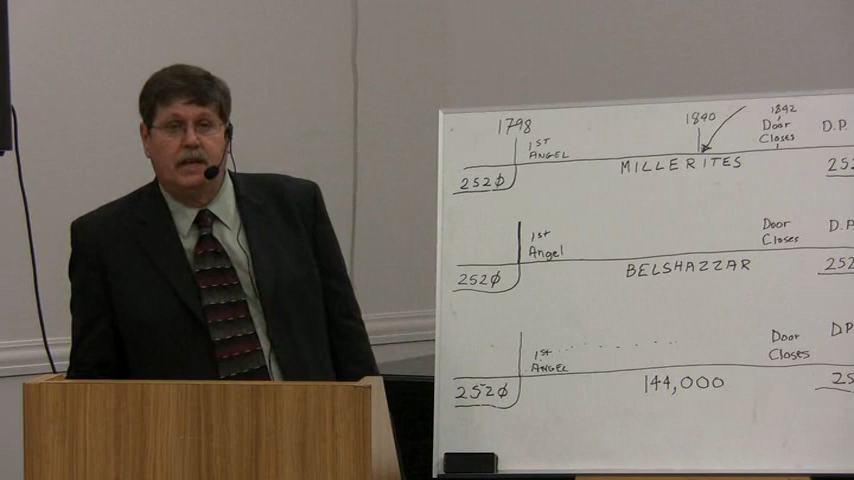 1798
1840
1842
1ST
ANGEL
Door
Closes
D.P.
2520
MILLERITES
252
1st
Angel
Door
Closes
D.P
2520
BELSHAZZAR
252
1st
ANGEL
Door
Closes
DP
2520
144,000
25